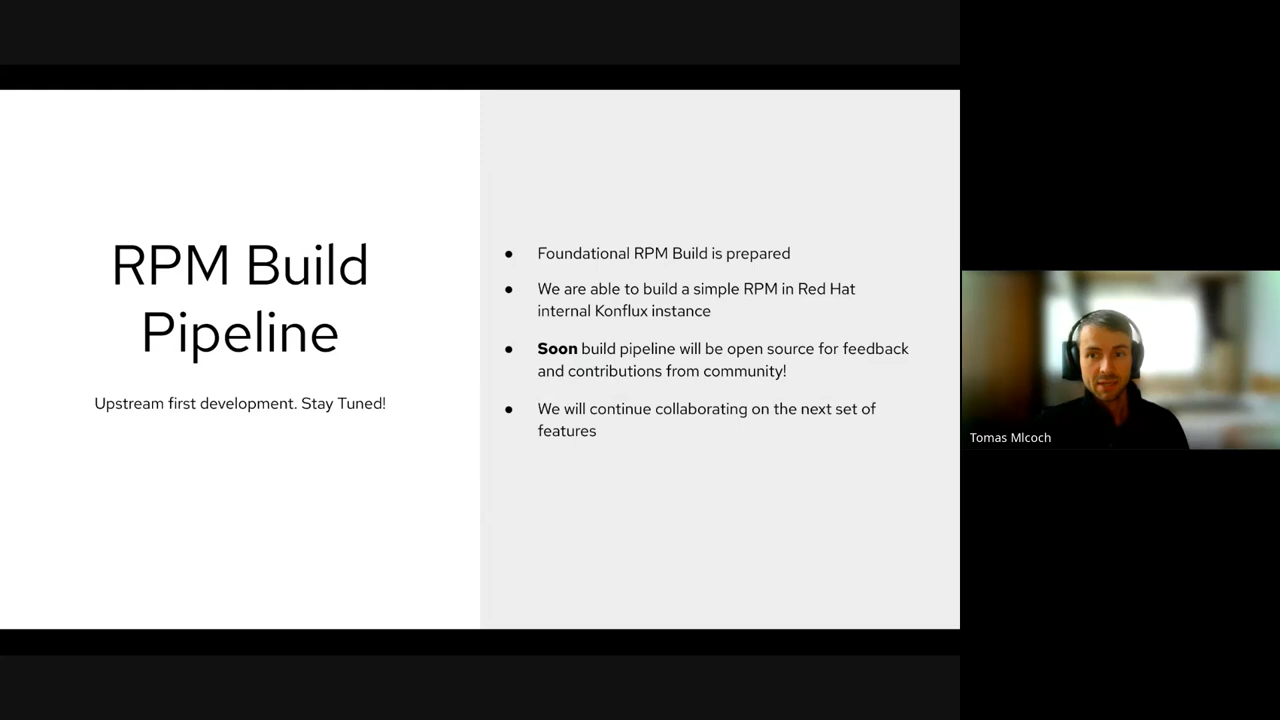 RPM Build
Pipeline
Upstream first development. Stay Tuned!
● Foundational RPM Build is prepared
● We are able to build a simple RPM in Red Hat
internal Konflux instance
● Soon build pipeline will be open source for feedback
and contributions from community!
● We will continue collaborating on the next set of
features
Tomas Mlcoch